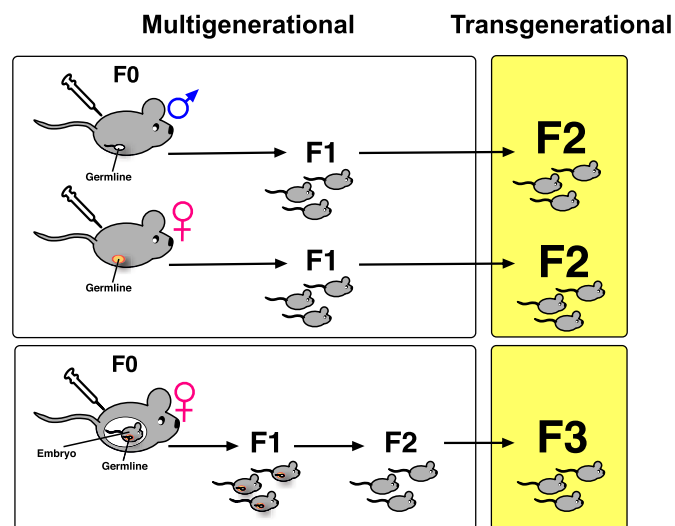 Multigenerational
Transgenerational
F0
Germline
F1
F2
Germline
F1
F2
F0
Embryo
Germline
F1
F2
F3